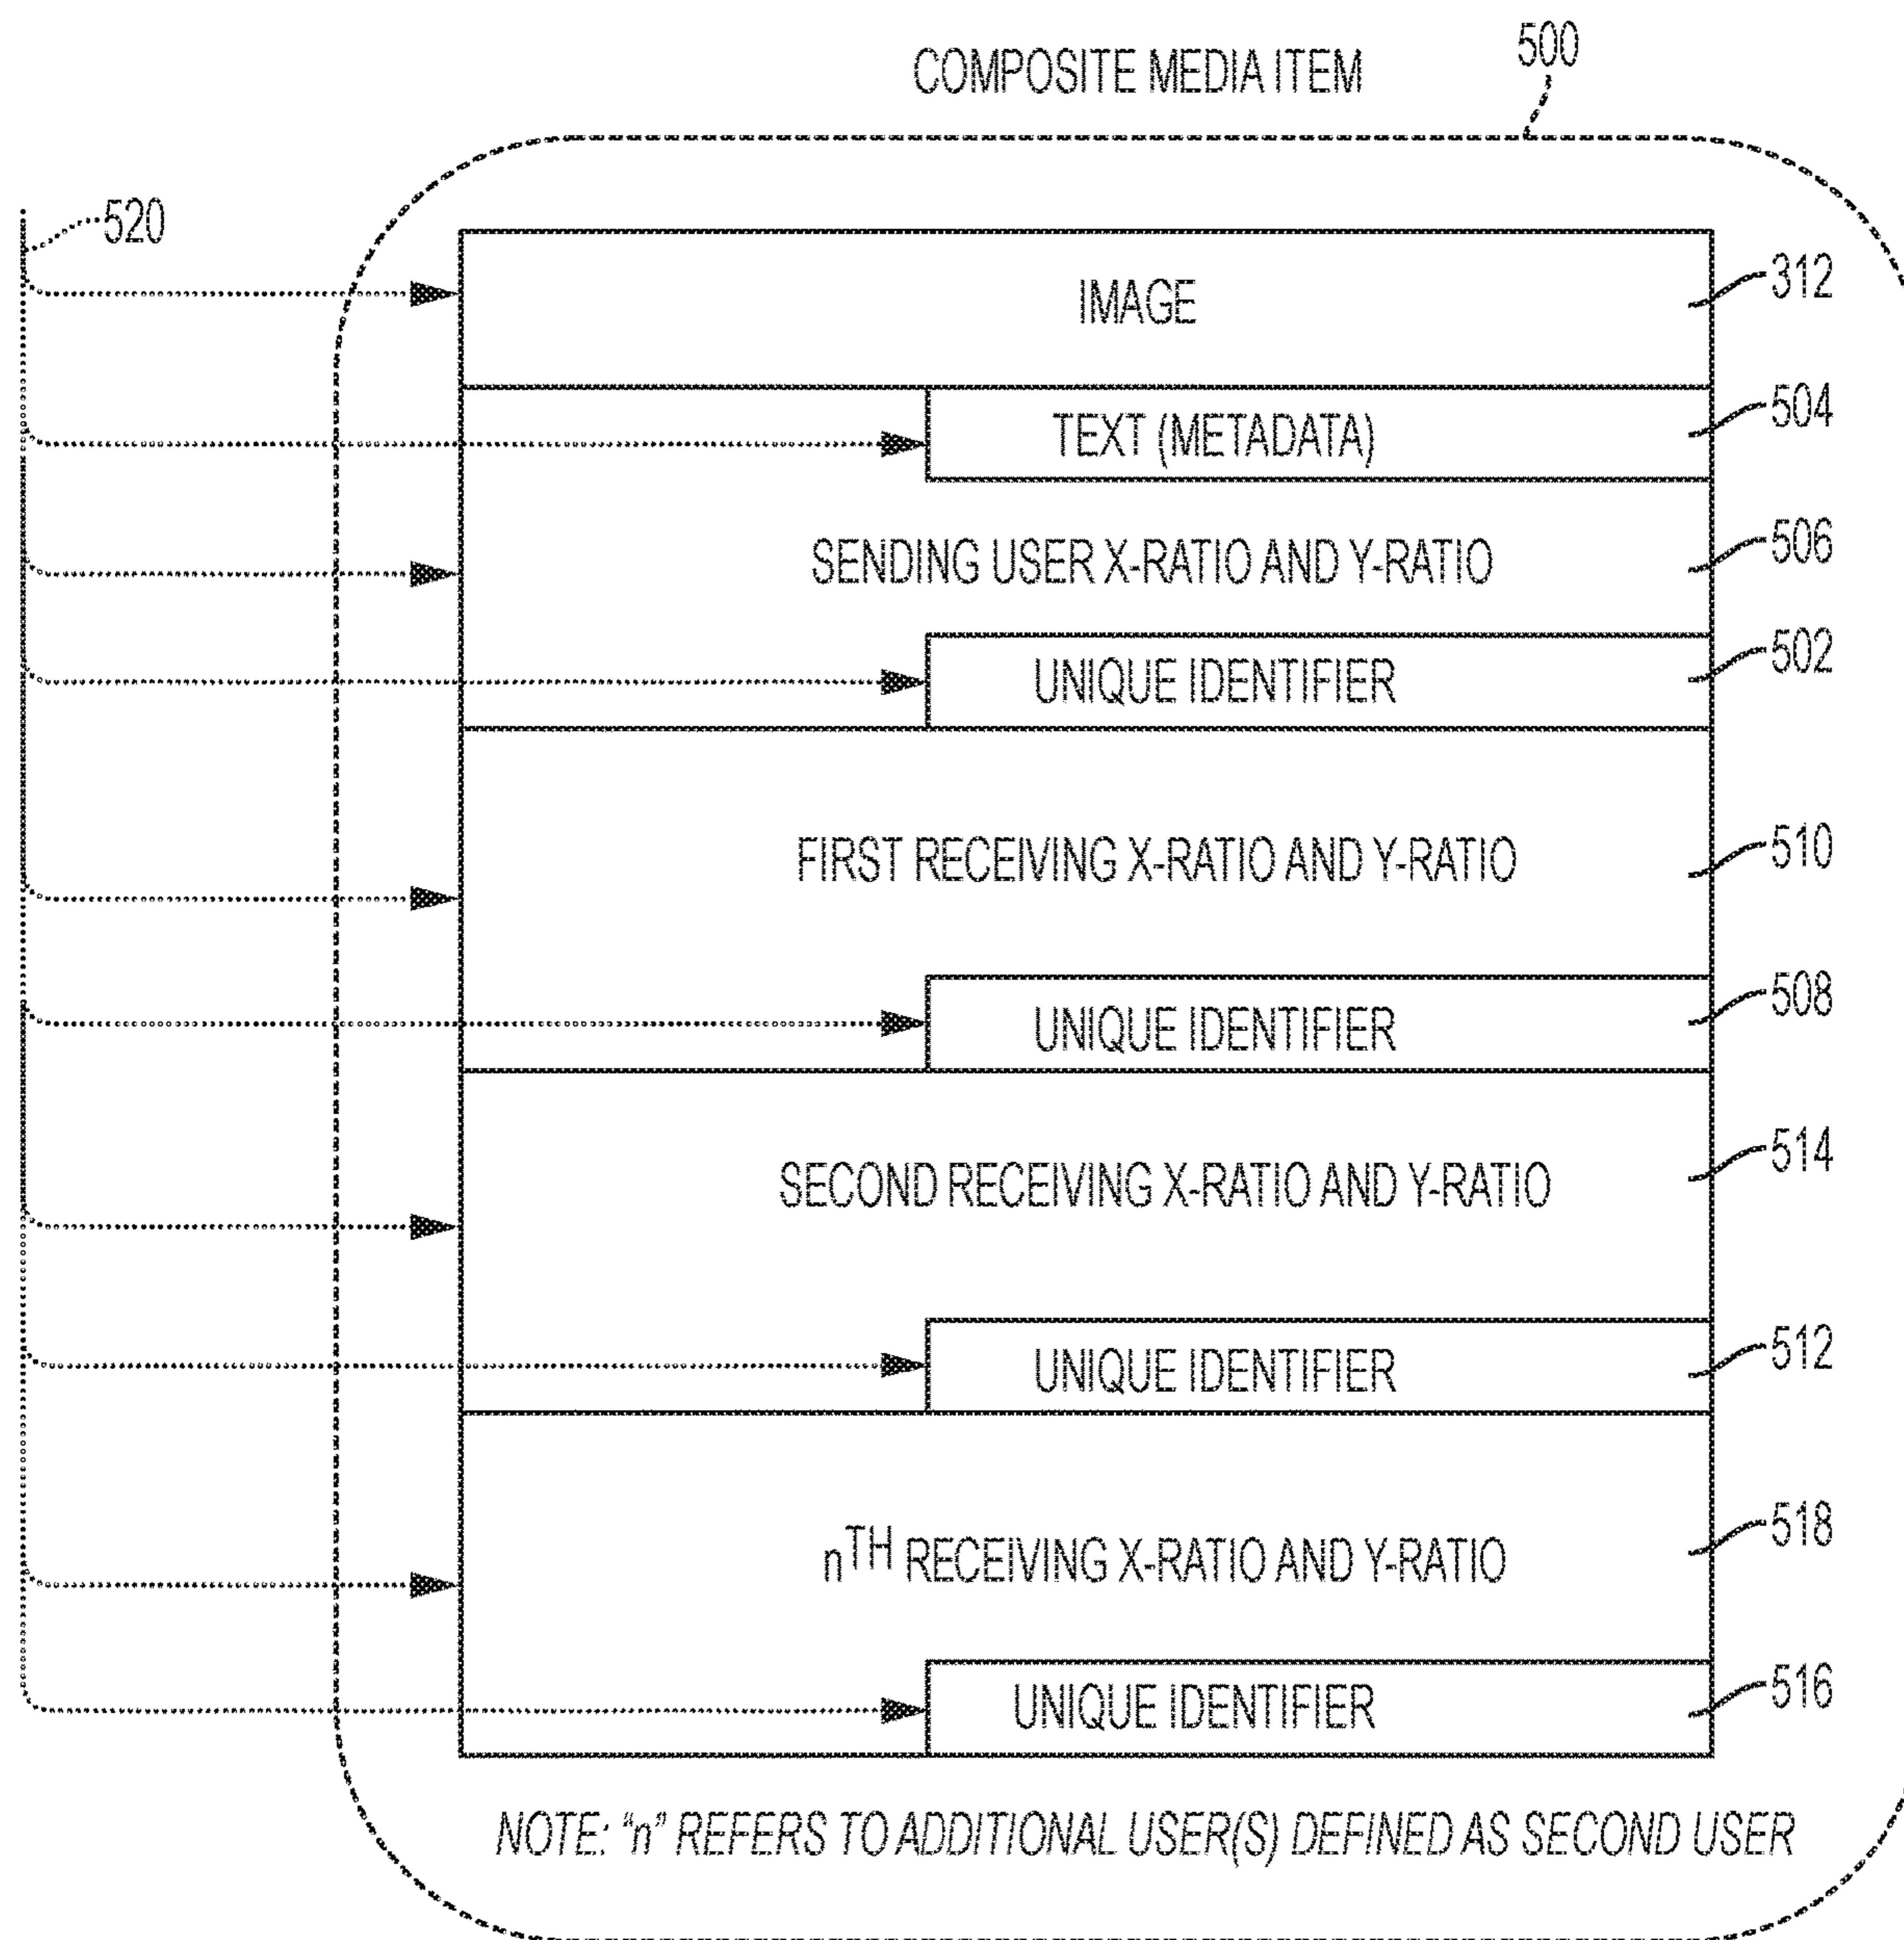 COMPOSITE MEDIA ITEM
500
520
IMAGE
312
TEXT (METADATA)
504
SENDING USER X-RATIO AND Y-RATIO
506
UNIQUE IDENTIFIER
502
FIRST RECEIVING X-RATIO AND Y-RATIO
510
UNIQUE IDENTIFIER
508
SECOND RECEIVING X-RATIO AND Y-RATIO
514
UNIQUE IDENTIFIER
512
nTH RECEIVING X-RATIO AND Y-RATIO
518
UNIQUE IDENTIFIER
516
NOTE: "n" REFERS TO ADDITIONAL USER(S) DEFINED AS SECOND USER